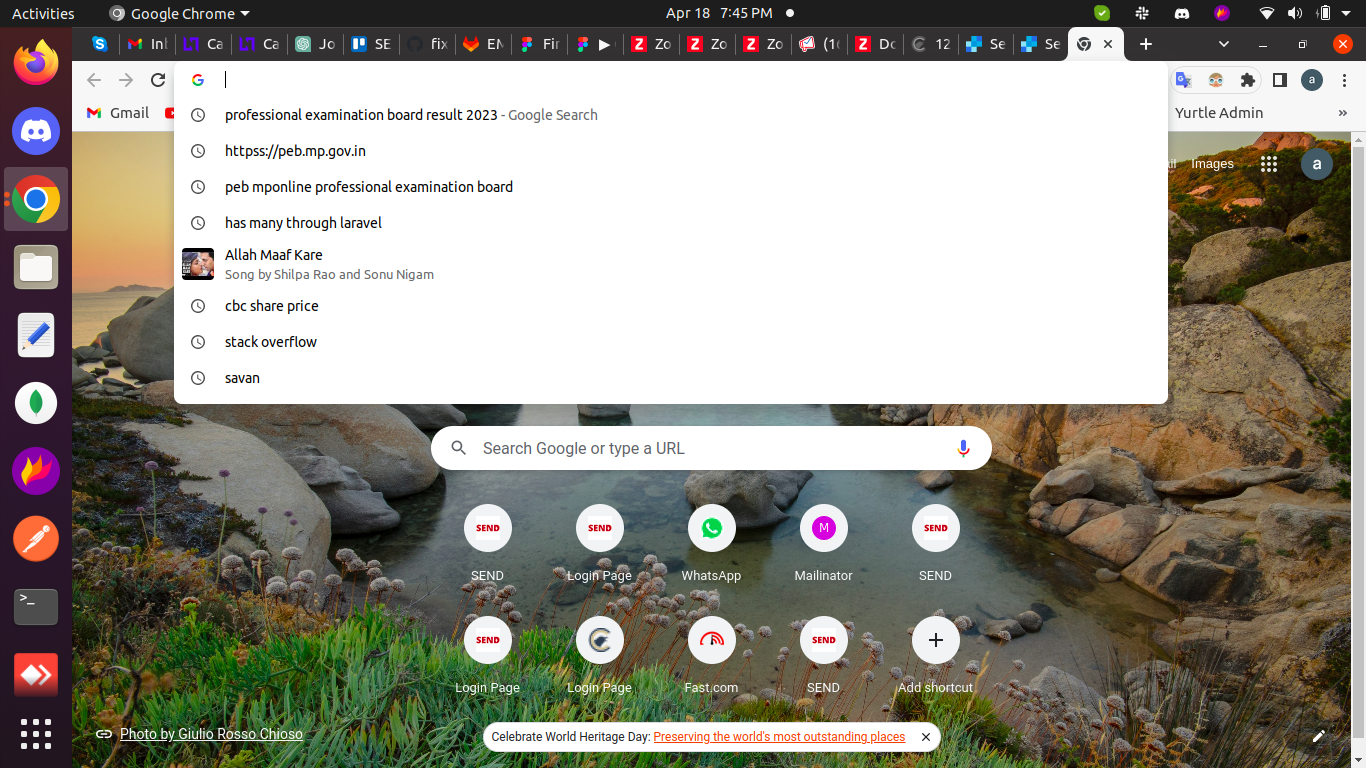 Activities
Google Chrome
Apr 18 7:45 PM
Inl
Ca
Ca
Jo
SE
fix
EN
Fir
Zo
Zo
Zo
(1(
Do
12
Se
Se
Gmail
Yurtle Admin
professional examination board result 2023 - Google Search
httpss://peb.mp.gov.in
peb mponline professional examination board
has many through laravel
Allah Maaf Kare
Song by Shilpa Rao and Sonu Nigam
cbc share price
stack overflow
savan
Images
a
a
Search Google or type a URL
SEND
SEND
M
SEND
SEND
Login Page
WhatsApp
Mailinator
SEND
SEND
SEND
Login Page
Login Page
Fast.com
SEND
Add shortcut
Photo by Giulio Rosso Chioso
Celebrate World Heritage Day: Preserving the world's most outstanding places